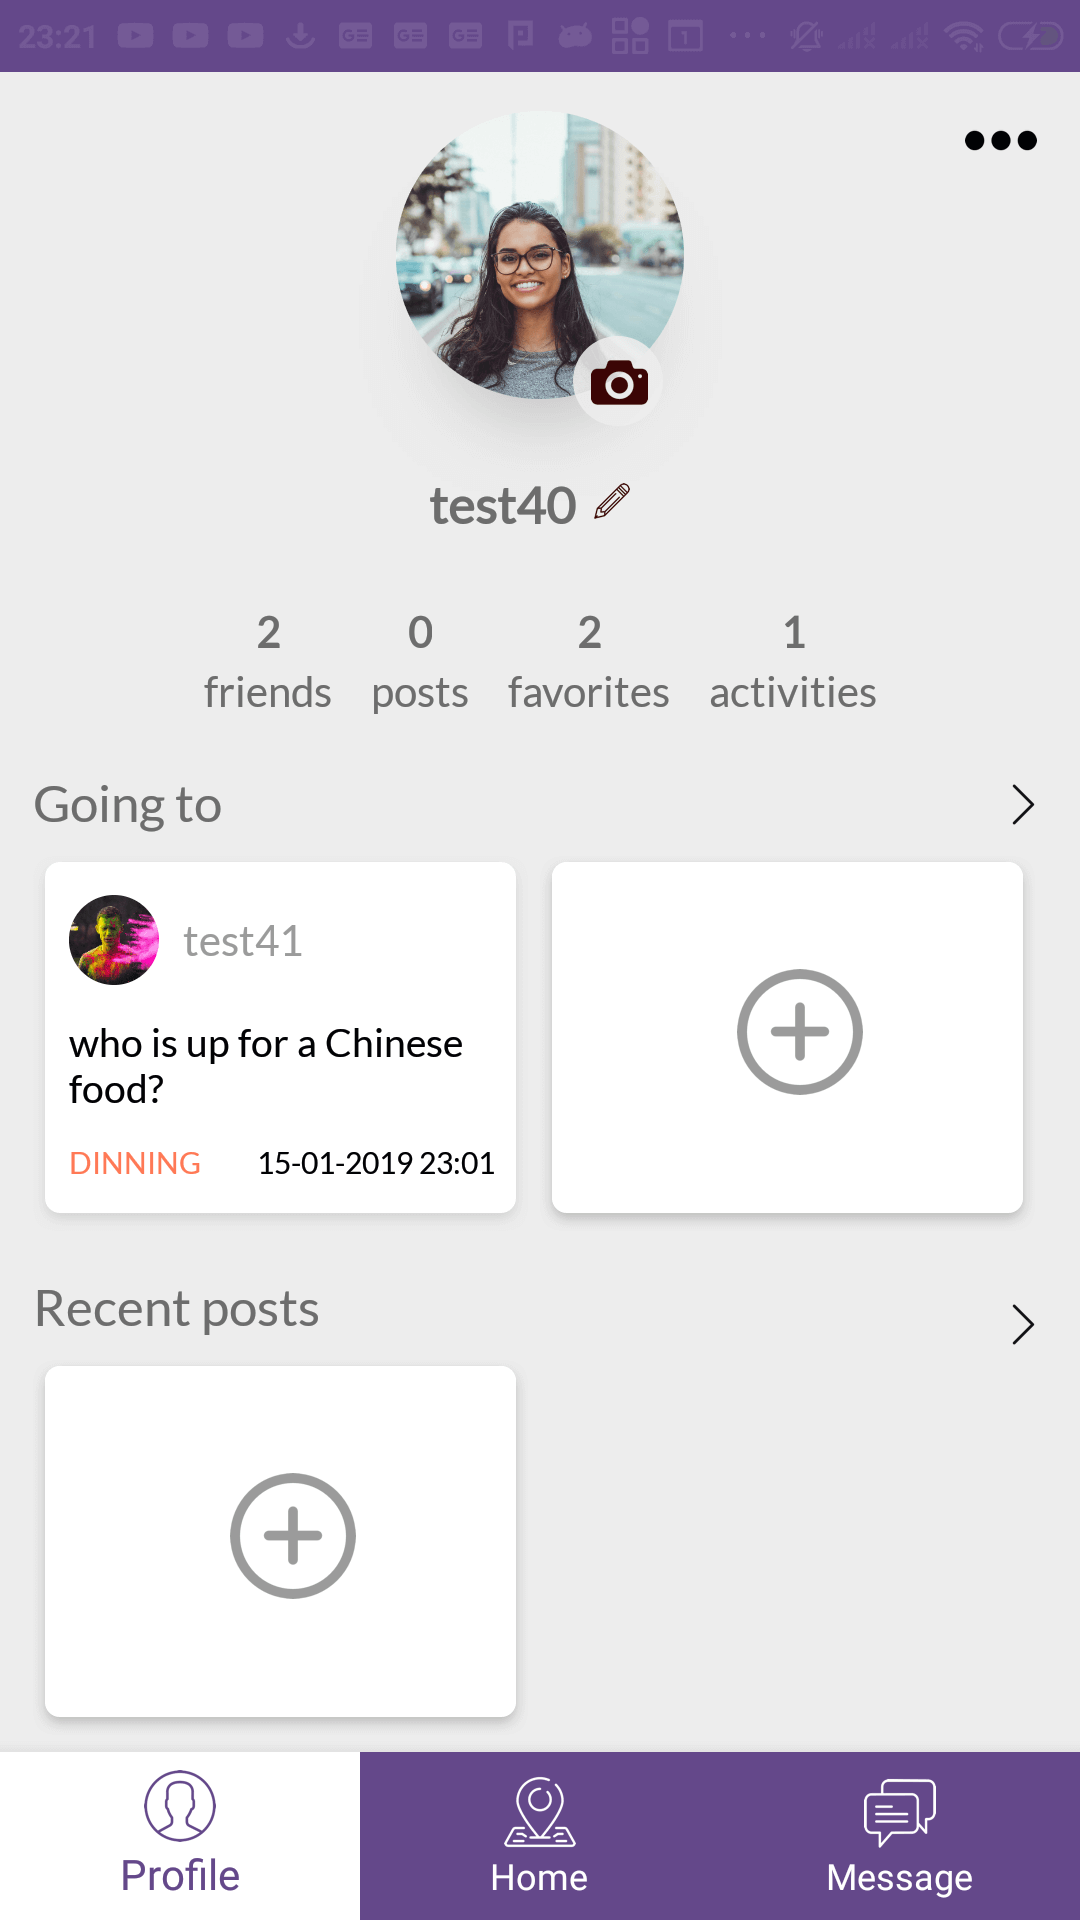 23:21
test40
2 0 2 1
friends posts favorites activities
Going to
test41
who is up for a Chinese
food?
DINNING 15-01-2019 23:01
Recent posts
Profile Home Message